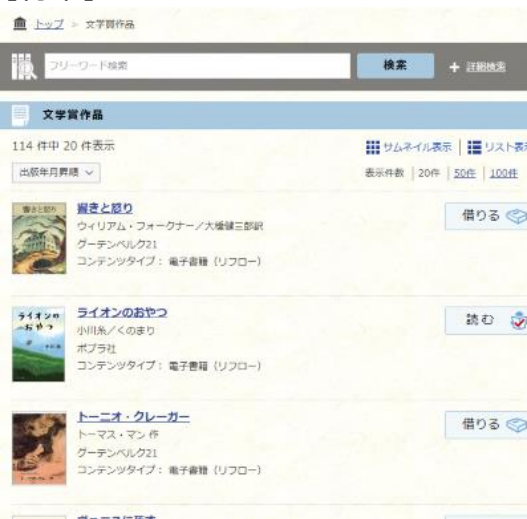 トップ > 文学賞作品
フリーワード検索 検索 + 詳細検索
文学賞作品
114 件中 20 件表示 サムネイル表示 リスト表示
出版年月昇順 表示件数 20件 50件 100件
響きと怒り 借りる
ウィリアム・フォークナー/大橋健三郎訳
グーテンベルク21
コンテンツタイプ: 電子書籍(リフロー)
ライオンのおやつ
ライオンのおやつ 読む
小川糸/くのまり
ポプラ社
コンテンツタイプ: 電子書籍(リフロー)
トーニオ・クレーガー 借りる
トーマス・マン 作
グーテンベルク21
コンテンツタイプ: 電子書籍(リフロー)